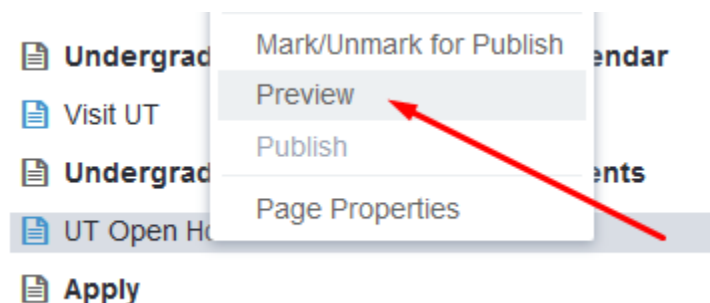 Undergrad
Mark/Unmark for Publish
endar
Visit UT
Preview
Publish
Undergrad
ents
UT Open Ho
Page Properties
Apply